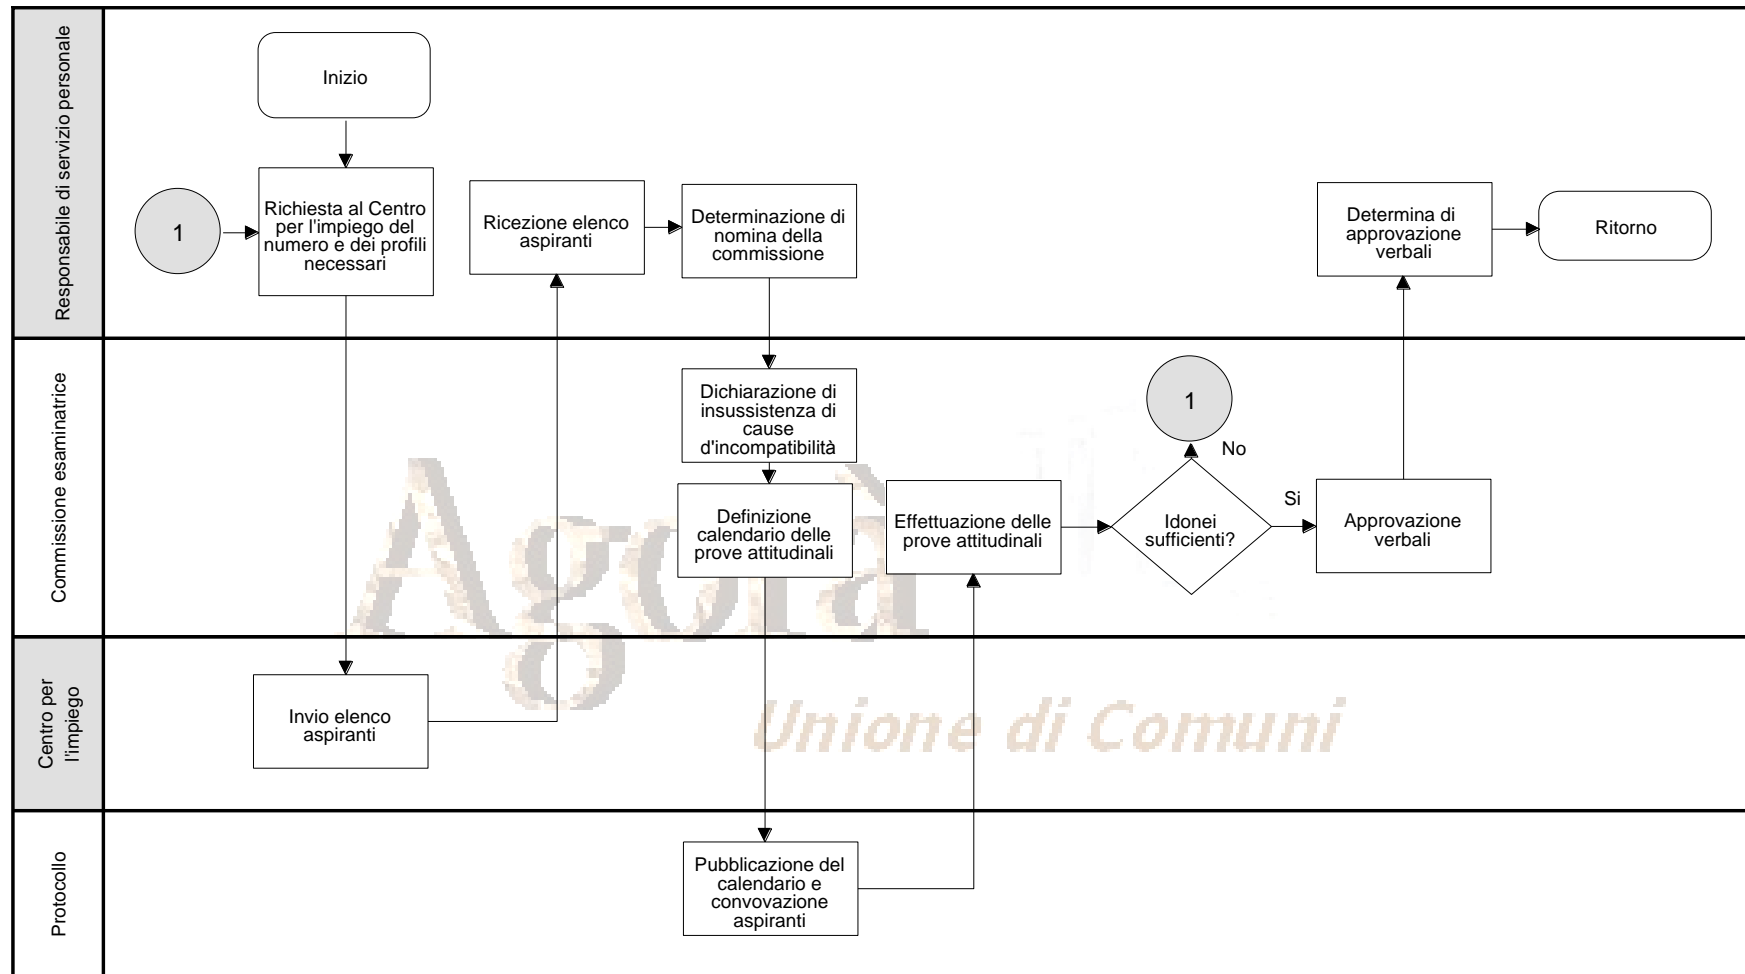 Responsabile di servizio personale
Inizio
1
Richiesta al Centro
per l'impiego del
numero e dei profili
necessari
Ricezione elenco
aspiranti
Determinazione di
nomina della
commissione
Determina di
approvazione
verbali
Ritorno
Commissione esaminatrice
Dichiarazione di
insussistenza di
cause
d'incompatibilità
Definizione
calendario delle
prove attitudinali
Effettuazione delle
prove attitudinali
1
No
Idonei
sufficienti?
Si
Approvazione
verbali
Agorà
Unione di Comuni
Centro per
l'impiego
Invio elenco
aspiranti
Protocollo
Pubblicazione del
calendario e
convovazione
aspiranti